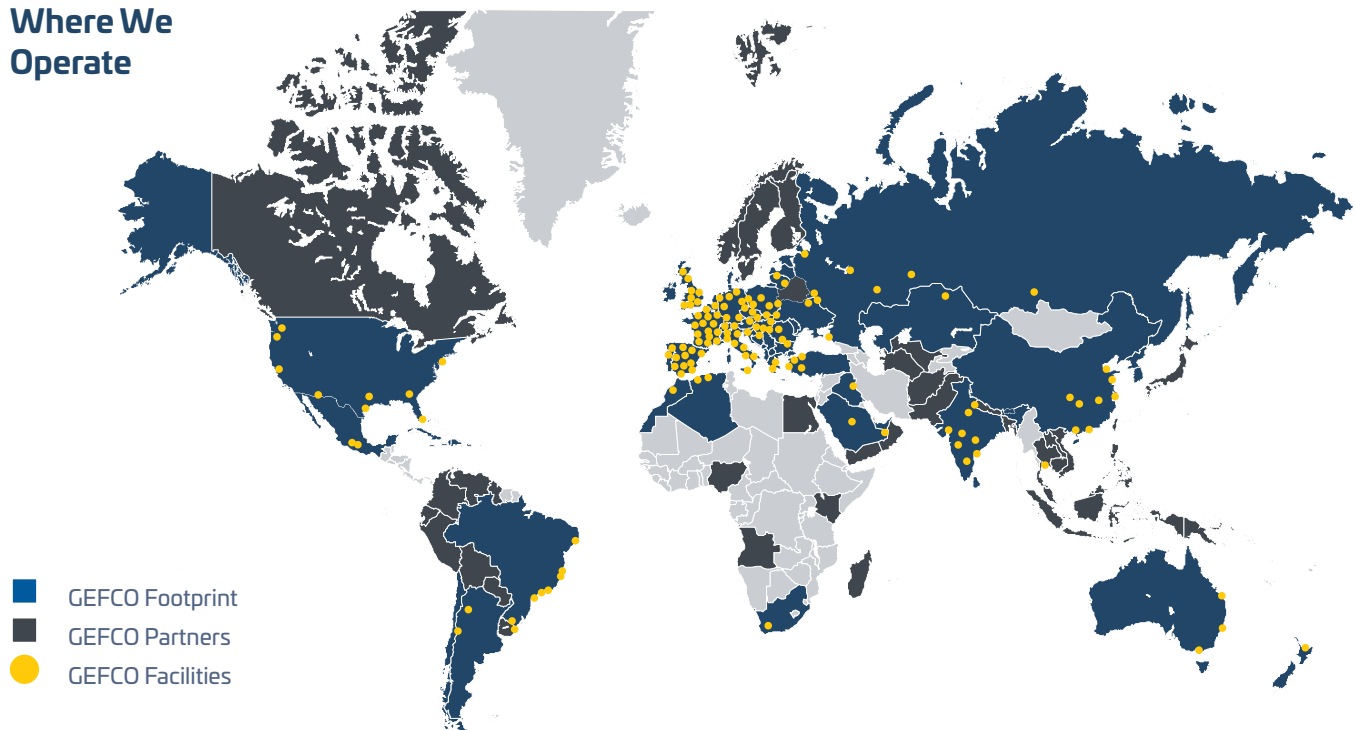 Where We
Operate
GEFCO Footprint
GEFCO Partners
GEFCO Facilities